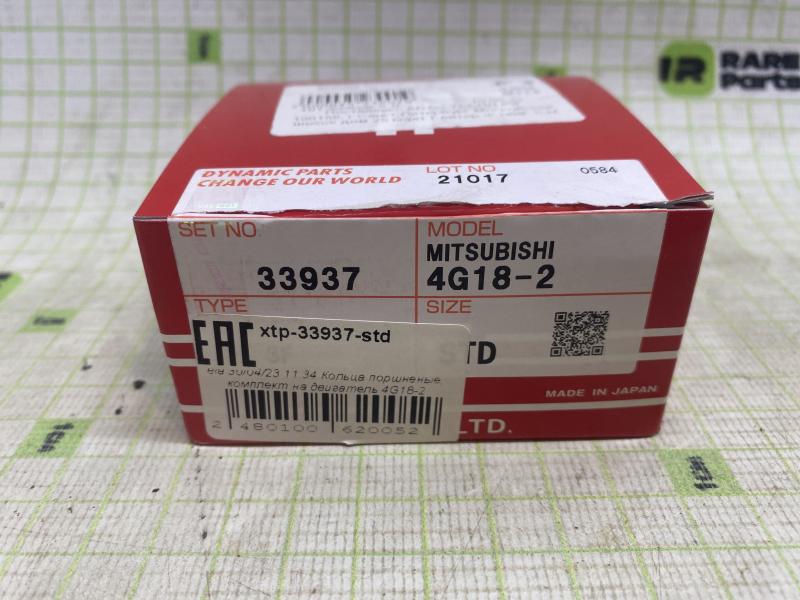 RARE
Parts
DYNAMIC PARTS
CHANGE OUR WORLD
LOT NO
21017
0584
SET NO.
33937
MODEL
MITSUBISHI
4G18-2
TYPE
SIZE
STD
EAC
xtp-33937-std
30/04/23 11:34 Кольца поршневые
комплект на двигатель 4G18-2
2 480100 620052
MADE IN JAPAN
LTD.